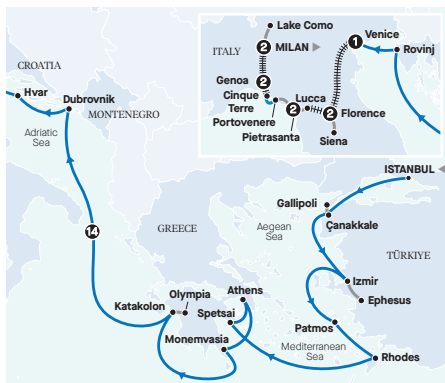 Lake Como
ITALY
2
MILAN
1
Venice
Rovinj
Genoa
2
Cinque
Terre
Portovenere
Lucca
2
2
Florence
Pietrasanta
Siena
CROATIA
Hvar
Dubrovnik
MONTENEGRO
Adriatic
Sea
ISTANBUL
Gallipoli
Çanakkale
Aegean
Sea
14
GREECE
TÜRKIYE
Izmir
Ephesus
Athens
Olympia
Katakolon
Spetsai
Monemvasia
Patmos
Mediterranean
Sea
Rhodes